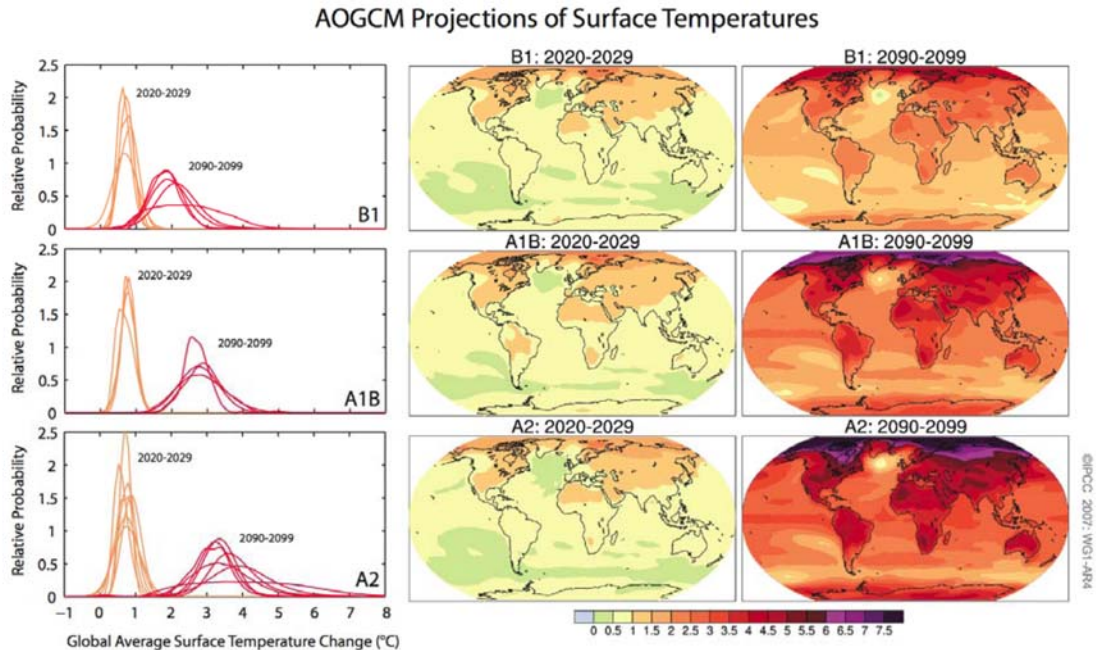 AOGCM Projections of Surface Temperatures
Relative Probability
2.5
2
1.5
1
0.5
0
2020-2029
2090-2099
B1
B1: 2020-2029
B1: 2090-2099
Relative Probability
2.5
2
1.5
1
0.5
0
2020-2029
2090-2099
A1B
A1B: 2020-2029
A1B: 2090-2099
Relative Probability
2.5
2
1.5
1
0.5
0
2020-2029
2090-2099
A2
A2: 2020-2029
A2: 2090-2099
−1 0 1 2 3 4 5 6 7 8
Global Average Surface Temperature Change (°C)
0 0.5 1 1.5 2 2.5 3 3.5 4 4.5 5 5.5 6 6.5 7 7.5
©IPCC 2007: WG1-AR4